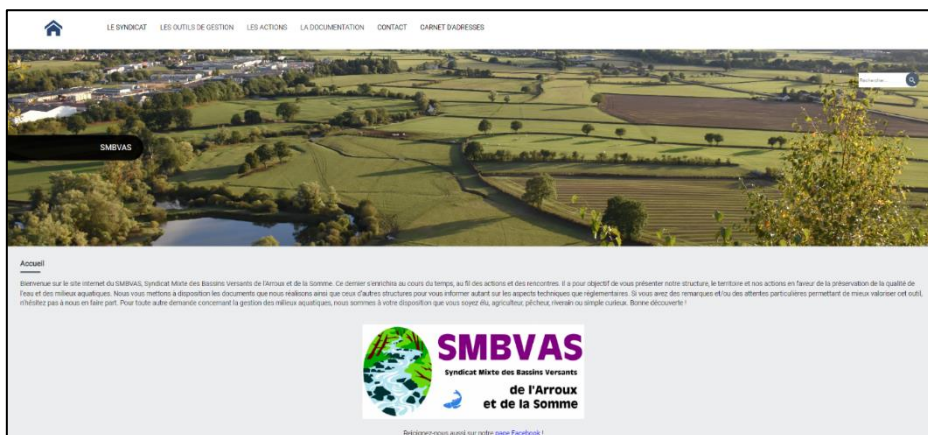 LE SYNDICAT LES OUTILS DE GESTION LES ACTIONS LA DOCUMENTATION CONTACT CARNET D'ADRESSES
Rechercher...
SMBVAS
Accueil
Bienvenue sur le site internet du SMBVAS, Syndicat Mixte des Bassins Versants de l'Arroux et de la Somme. Ce dernier s'enrichira au cours du temps, au fil des actions et des rencontres. Il a pour objectif de vous présenter notre structure, le territoire et nos actions en faveur de la préservation de la qualité de
l'eau et des milieux aquatiques. Nous vous mettons à disposition les documents que nous réalisons ainsi que ceux d'autres structures pour vous informer autant sur les aspects techniques que réglementaires. Si vous avez des remarques et/ou des attentes particulières permettant de mieux valoriser cet outil,
n'hésitez pas à nous en faire part. Pour toute autre demande concernant la gestion des milieux aquatiques, nous sommes à votre disposition que vous soyez élu, agriculteur, pêcheur, riverain ou simple curieux. Bonne découverte !
SMBVAS
Syndicat Mixte des Bassins Versants
de l'Arroux
et de la Somme
Rejoignez-nous aussi sur notre page Facebook !